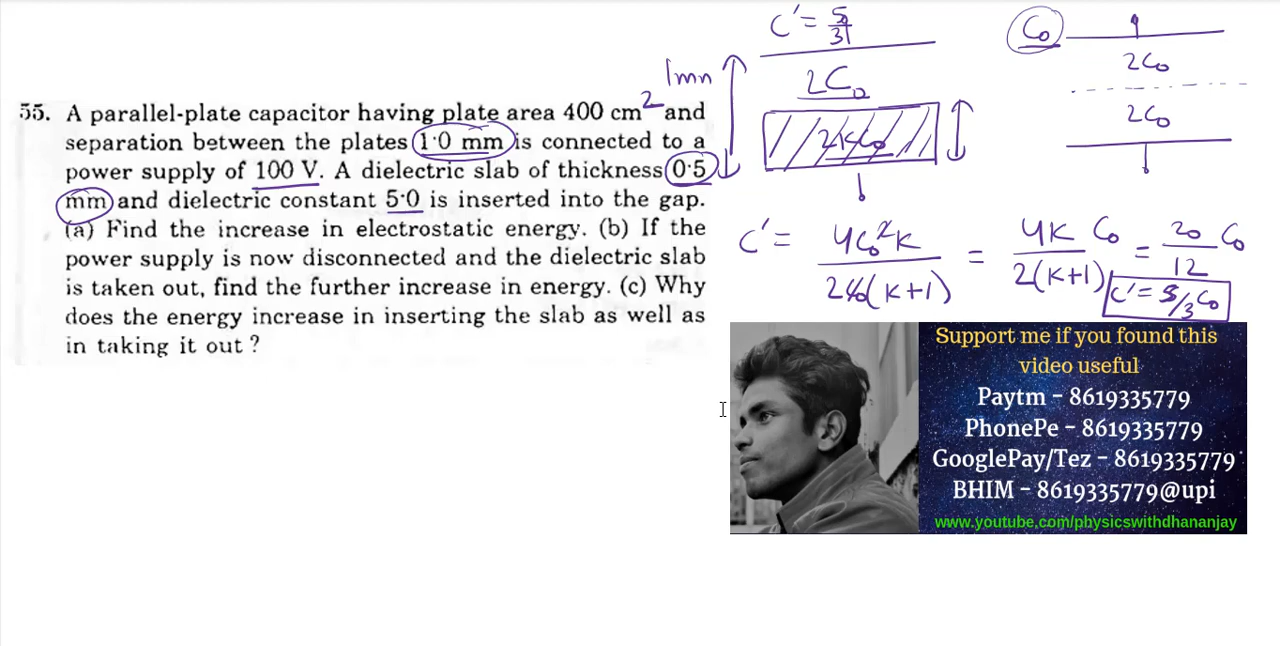 55. A parallel-plate capacitor having plate area 400 cm² and
separation between the plates 1·0 mm is connected to a
power supply of 100 V. A dielectric slab of thickness 0·5
mm and dielectric constant 5·0 is inserted into the gap.
(a) Find the increase in electrostatic energy. (b) If the
power supply is now disconnected and the dielectric slab
is taken out, find the further increase in energy. (c) Why
does the energy increase in inserting the slab as well as
in taking it out ?
1mm
2C₀
2KC₀
C₀
2C₀
2C₀
C' = 4C₀²K / 2C₀(K+1) = 4K C₀ / 2(K+1) = 20/12 C₀
C' = 5/3 C₀
Support me if you found this
video useful
Paytm - 8619335779
PhonePe - 8619335779
GooglePay/Tez - 8619335779
BHIM - 8619335779@upi
www.youtube.com/physicswithdhananjay